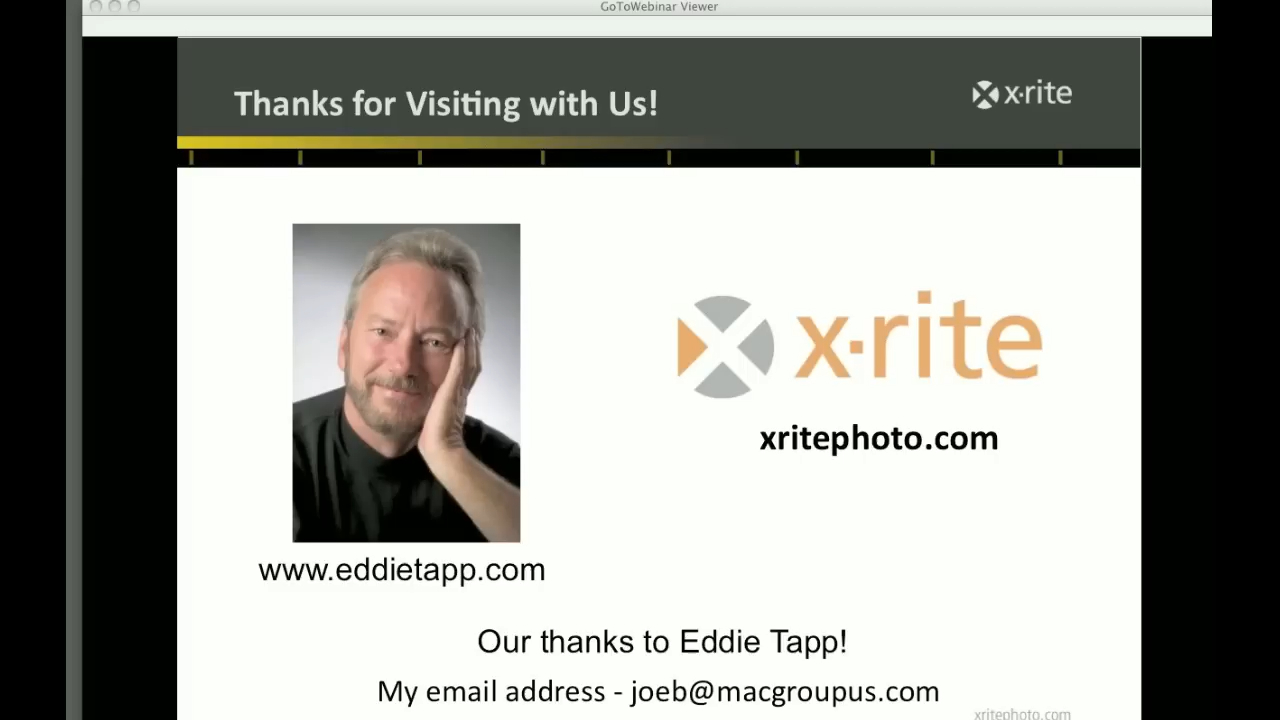 GoToWebinar Viewer
Thanks for Visiting with Us!
x·rite
x·rite
xritephoto.com
www.eddietapp.com
Our thanks to Eddie Tapp!
My email address - joeb@macgroupus.com
xritephoto.com